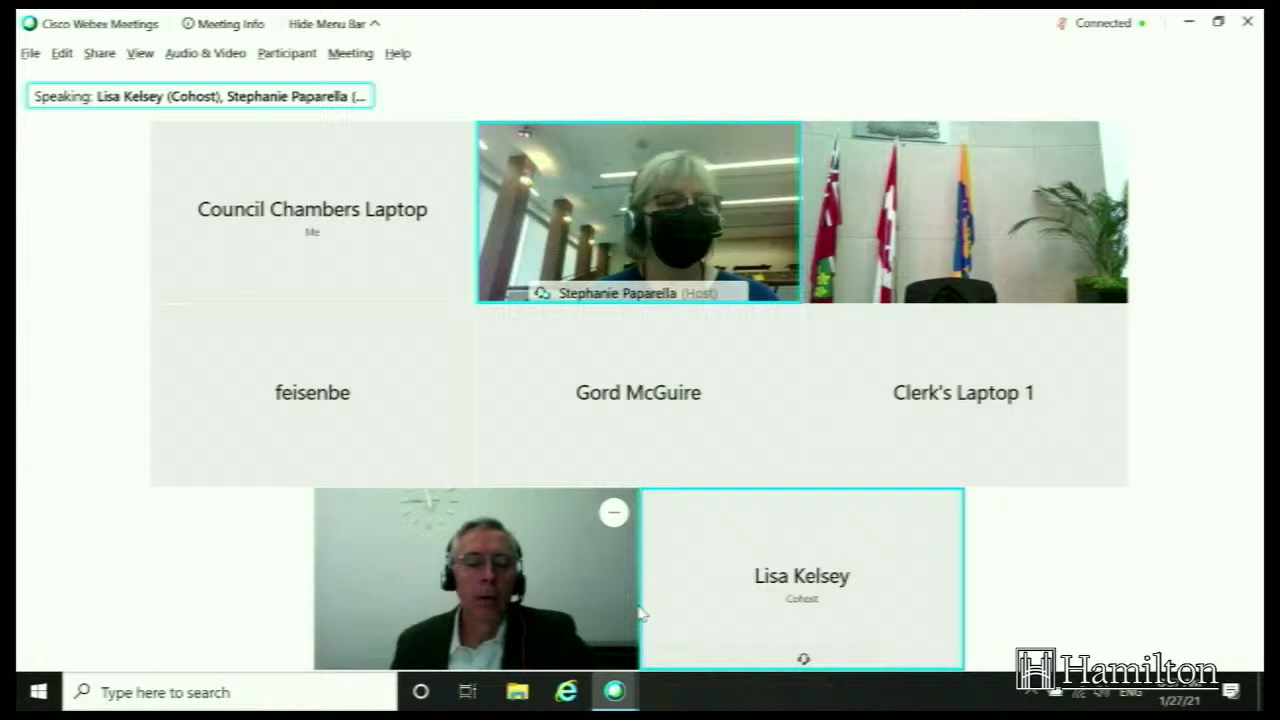 Cisco Webex Meetings
Meeting Info
Hide Menu Bar
Connected
File Edit Share View Audio & Video Participant Meeting Help
Speaking: Lisa Kelsey (Cohost), Stephanie Paparella (...
Council Chambers Laptop
Me
Stephanie Paparella (Host)
feisenbe
Gord McGuire
Clerk's Laptop 1
Lisa Kelsey
Cohost
Hamilton
Type here to search
ENG
1/27/21